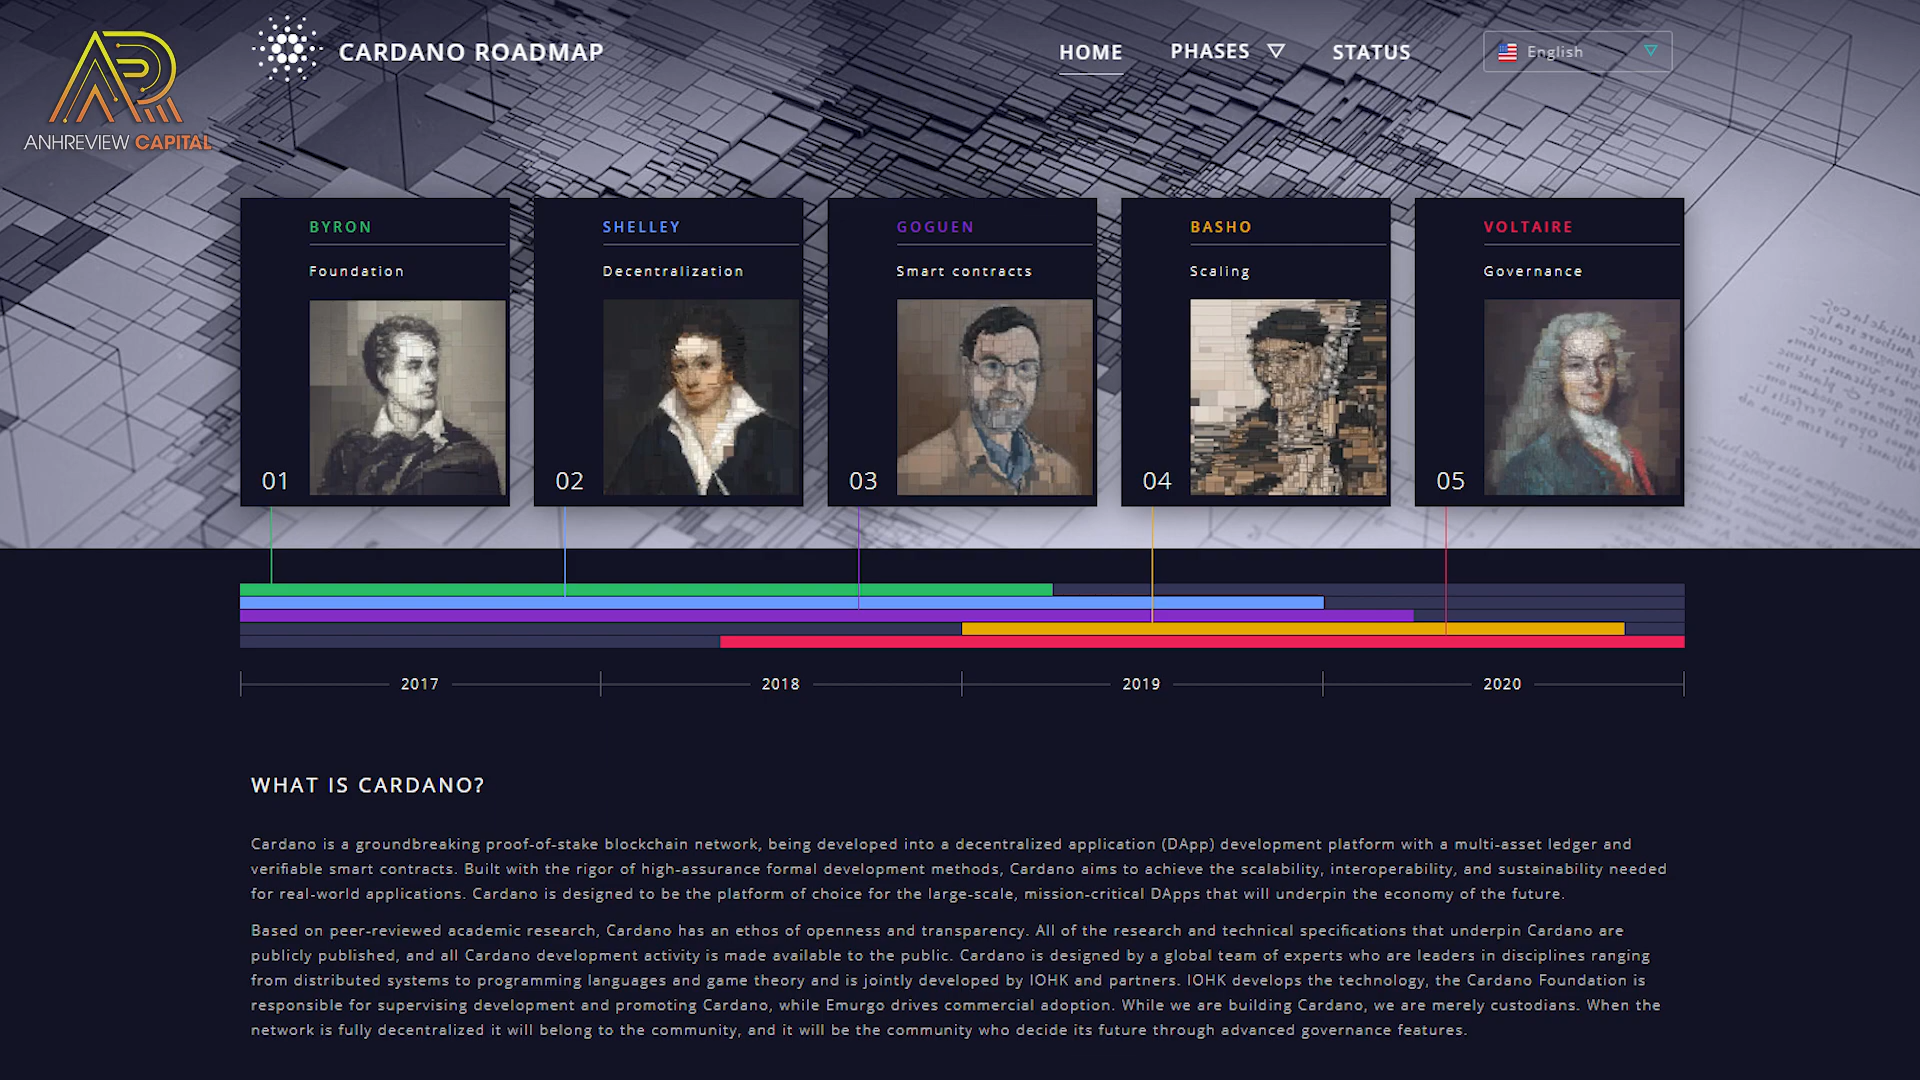 ANHREVIEW CAPITAL
CARDANO ROADMAP
HOME
PHASES
STATUS
English
BYRON
Foundation
01
SHELLEY
Decentralization
02
GOGUEN
Smart contracts
03
BASHO
Scaling
04
VOLTAIRE
Governance
05
2017
2018
2019
2020
WHAT IS CARDANO?
Cardano is a groundbreaking proof-of-stake blockchain network, being developed into a decentralized application (DApp) development platform with a multi-asset ledger and
verifiable smart contracts. Built with the rigor of high-assurance formal development methods, Cardano aims to achieve the scalability, interoperability, and sustainability needed
for real-world applications. Cardano is designed to be the platform of choice for the large-scale, mission-critical DApps that will underpin the economy of the future.
Based on peer-reviewed academic research, Cardano has an ethos of openness and transparency. All of the research and technical specifications that underpin Cardano are
publicly published, and all Cardano development activity is made available to the public. Cardano is designed by a global team of experts who are leaders in disciplines ranging
from distributed systems to programming languages and game theory and is jointly developed by IOHK and partners. IOHK develops the technology, the Cardano Foundation is
responsible for supervising development and promoting Cardano, while Emurgo drives commercial adoption. While we are building Cardano, we are merely custodians. When the
network is fully decentralized it will belong to the community, and it will be the community who decide its future through advanced governance features.